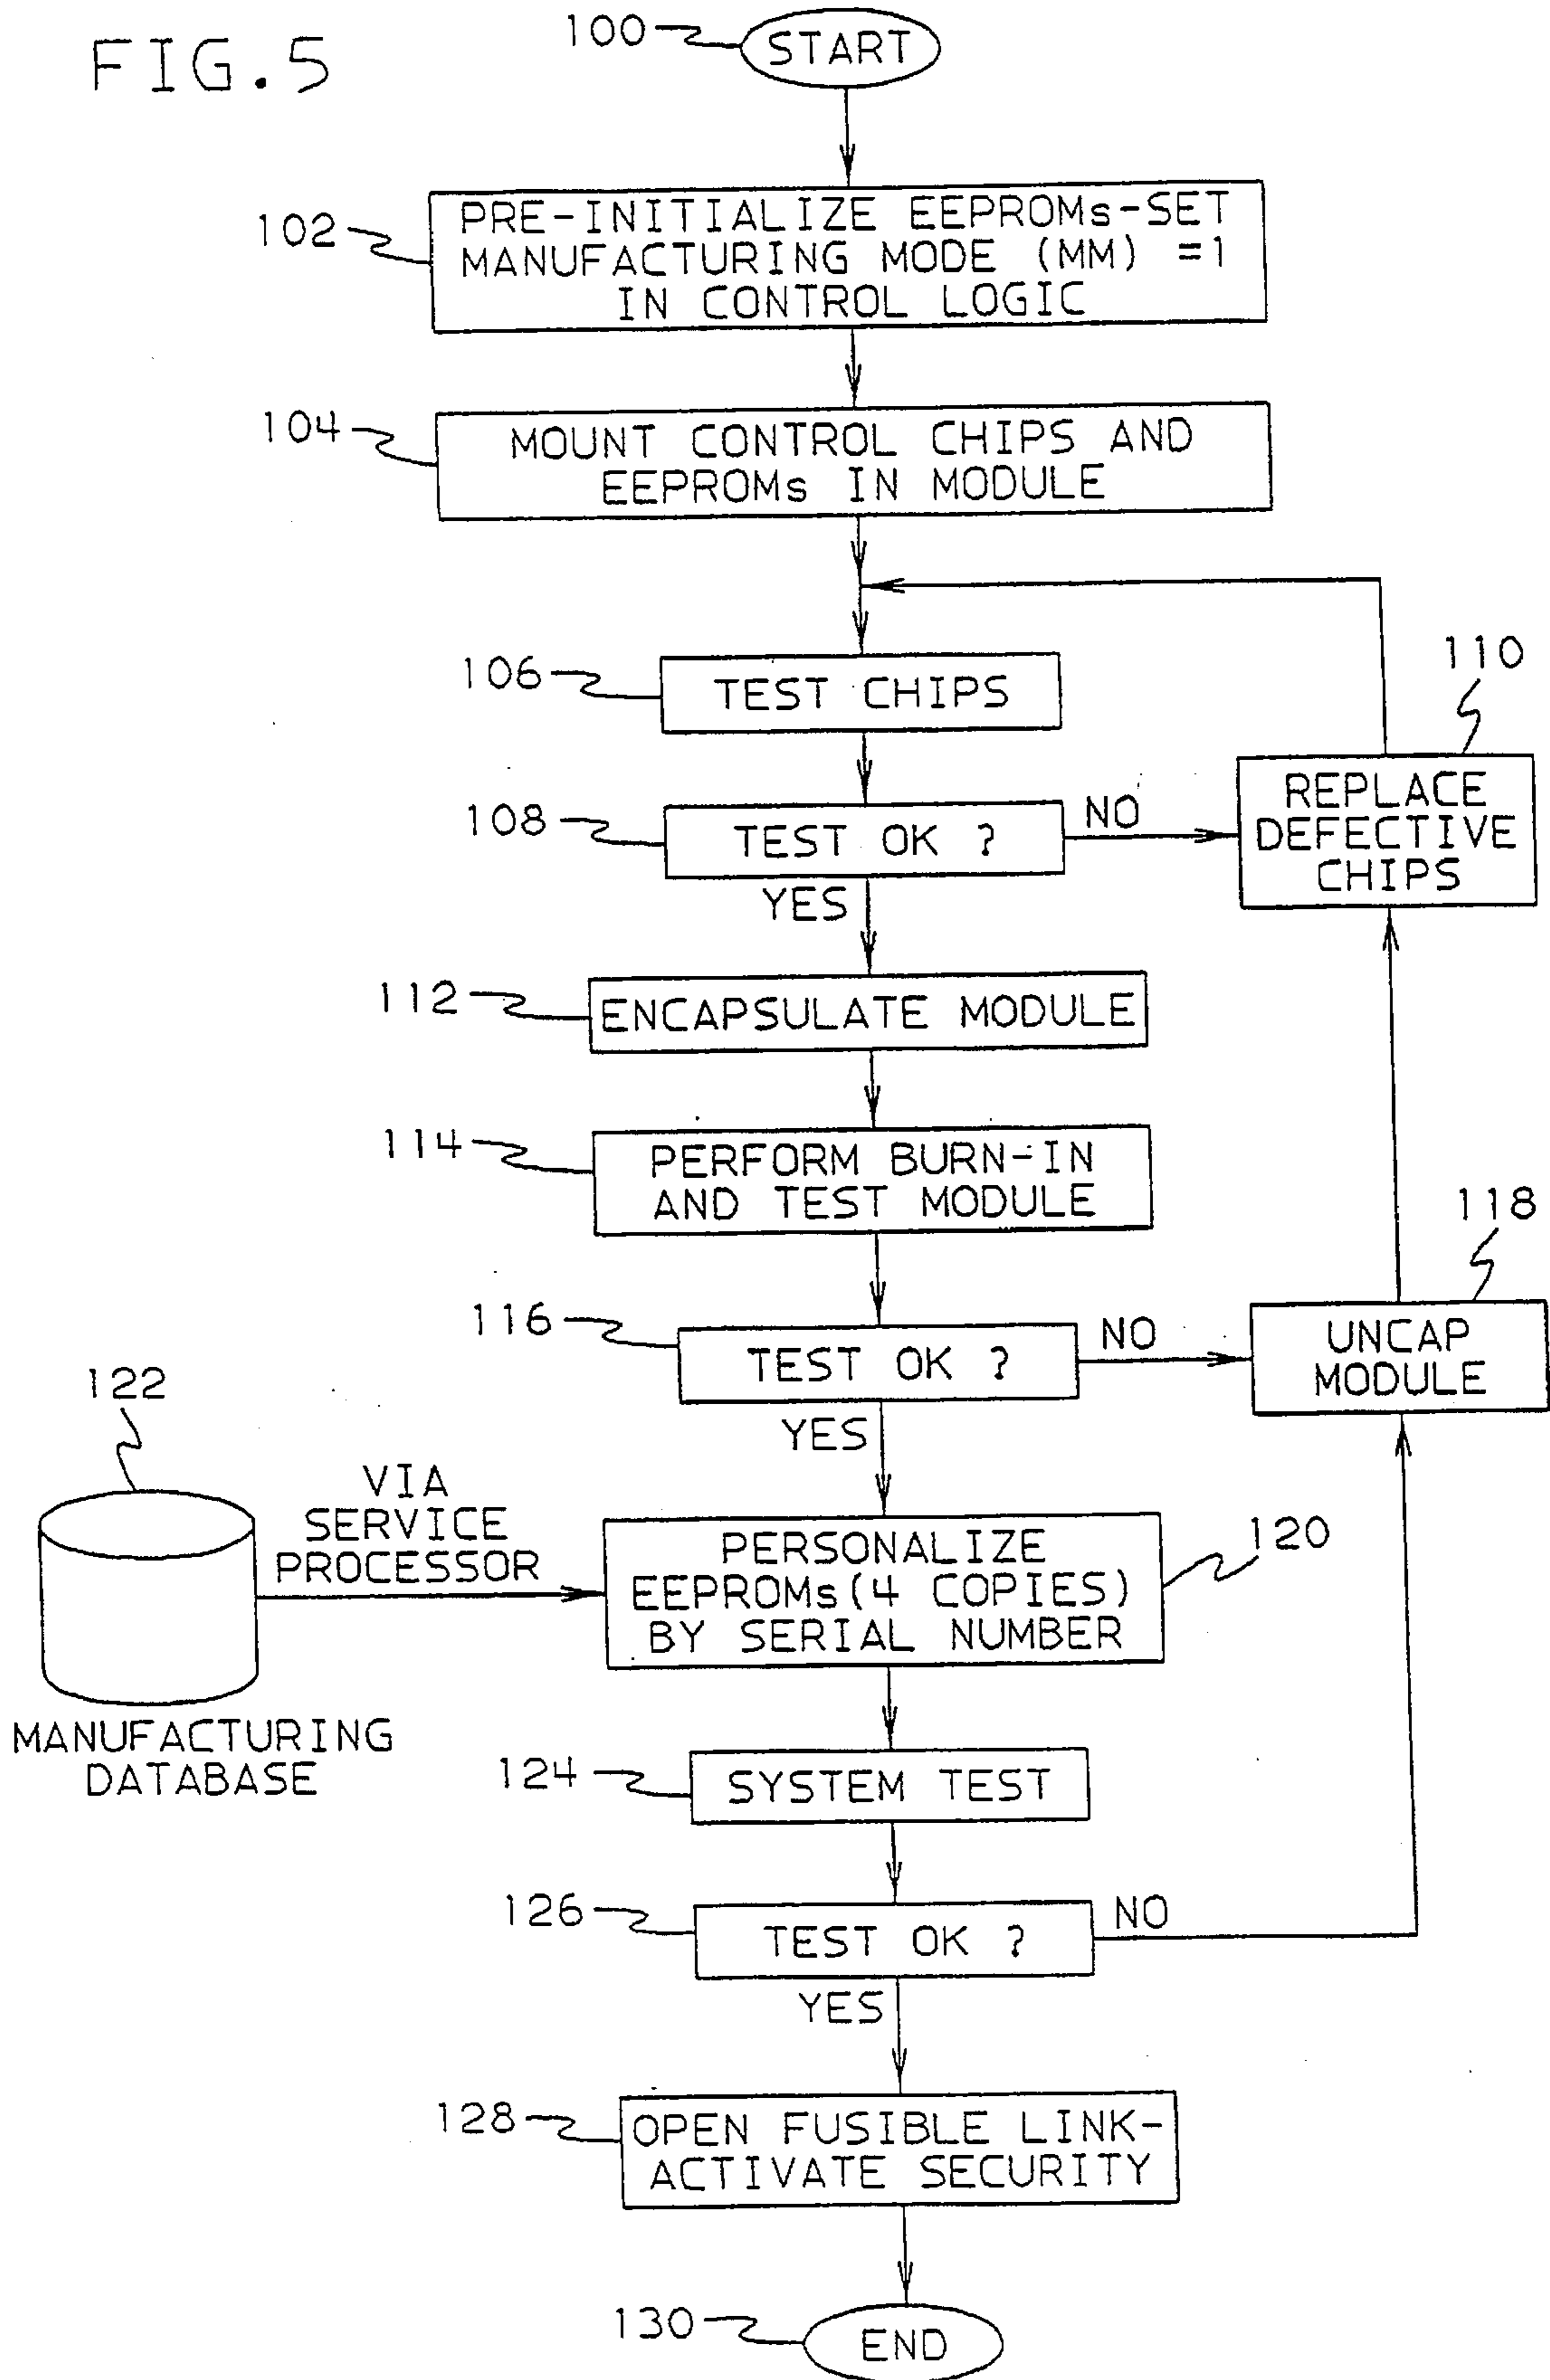 FIG.5
100
START
102
PRE-INITIALIZE EEPROMs-SET
MANUFACTURING MODE (MM) =1
IN CONTROL LOGIC
104
MOUNT CONTROL CHIPS AND
EEPROMs IN MODULE
106
TEST CHIPS
110
REPLACE
DEFECTIVE
CHIPS
108
TEST OK ?
NO
YES
112
ENCAPSULATE MODULE
114
PERFORM BURN-IN
AND TEST MODULE
118
UNCAP
MODULE
116
TEST OK ?
NO
YES
122
MANUFACTURING
DATABASE
VIA
SERVICE
PROCESSOR
PERSONALIZE
EEPROMs(4 COPIES)
BY SERIAL NUMBER
120
124
SYSTEM TEST
126
TEST OK ?
NO
YES
128
OPEN FUSIBLE LINK-
ACTIVATE SECURITY
130
END